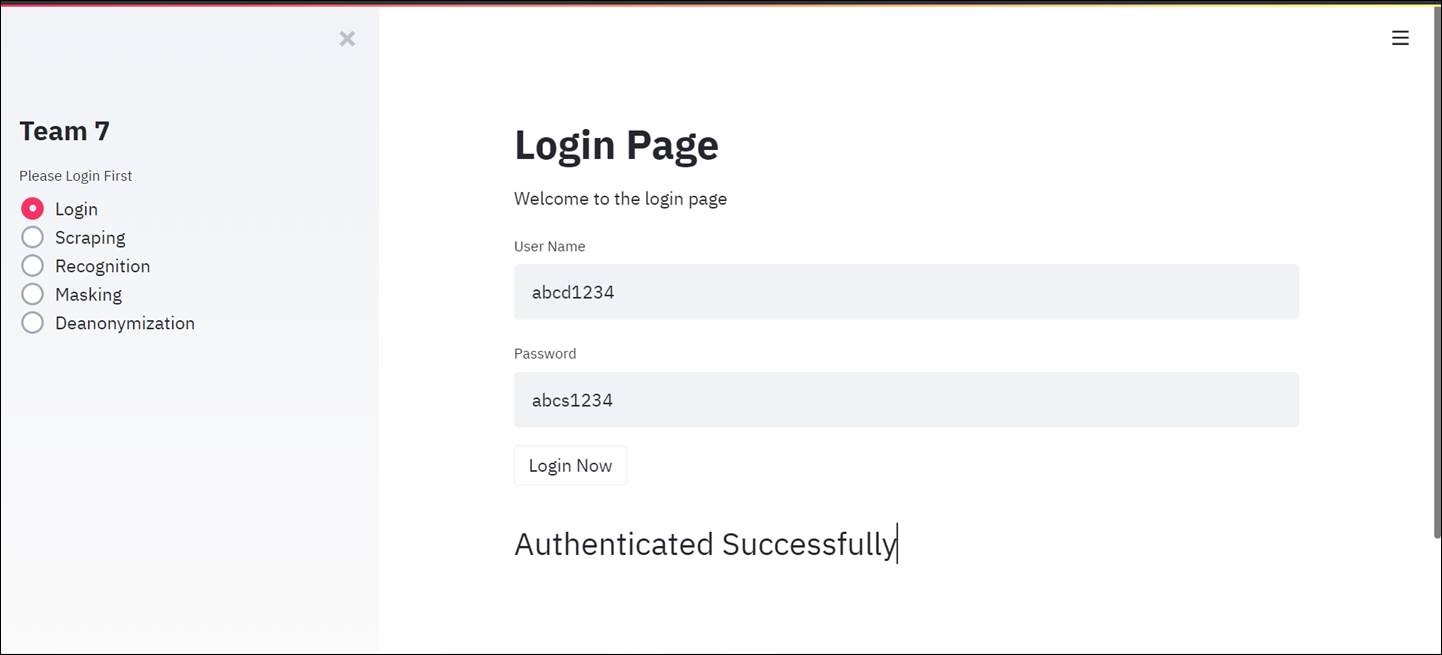 Team 7
Please Login First
Login
Scraping
Recognition
Masking
Deanonymization
Login Page
Welcome to the login page
User Name
abcd1234
Password
abcs1234
Login Now
Authenticated Successfully